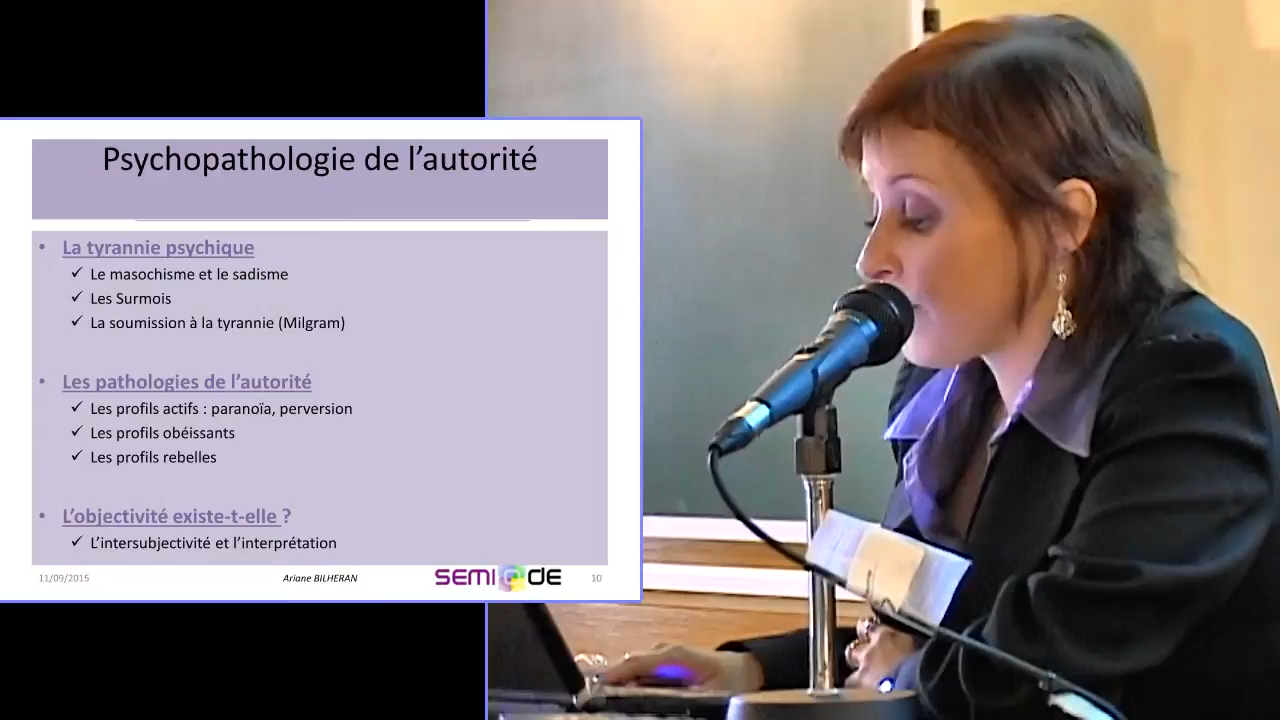 Psychopathologie de l'autorité
• La tyrannie psychique
✓ Le masochisme et le sadisme
✓ Les Surmois
✓ La soumission à la tyrannie (Milgram)
• Les pathologies de l'autorité
✓ Les profils actifs : paranoïa, perversion
✓ Les profils obéissants
✓ Les profils rebelles
• L'objectivité existe-t-elle ?
✓ L'intersubjectivité et l'interprétation
11/09/2015 Ariane BILHERAN SEMIODE 10